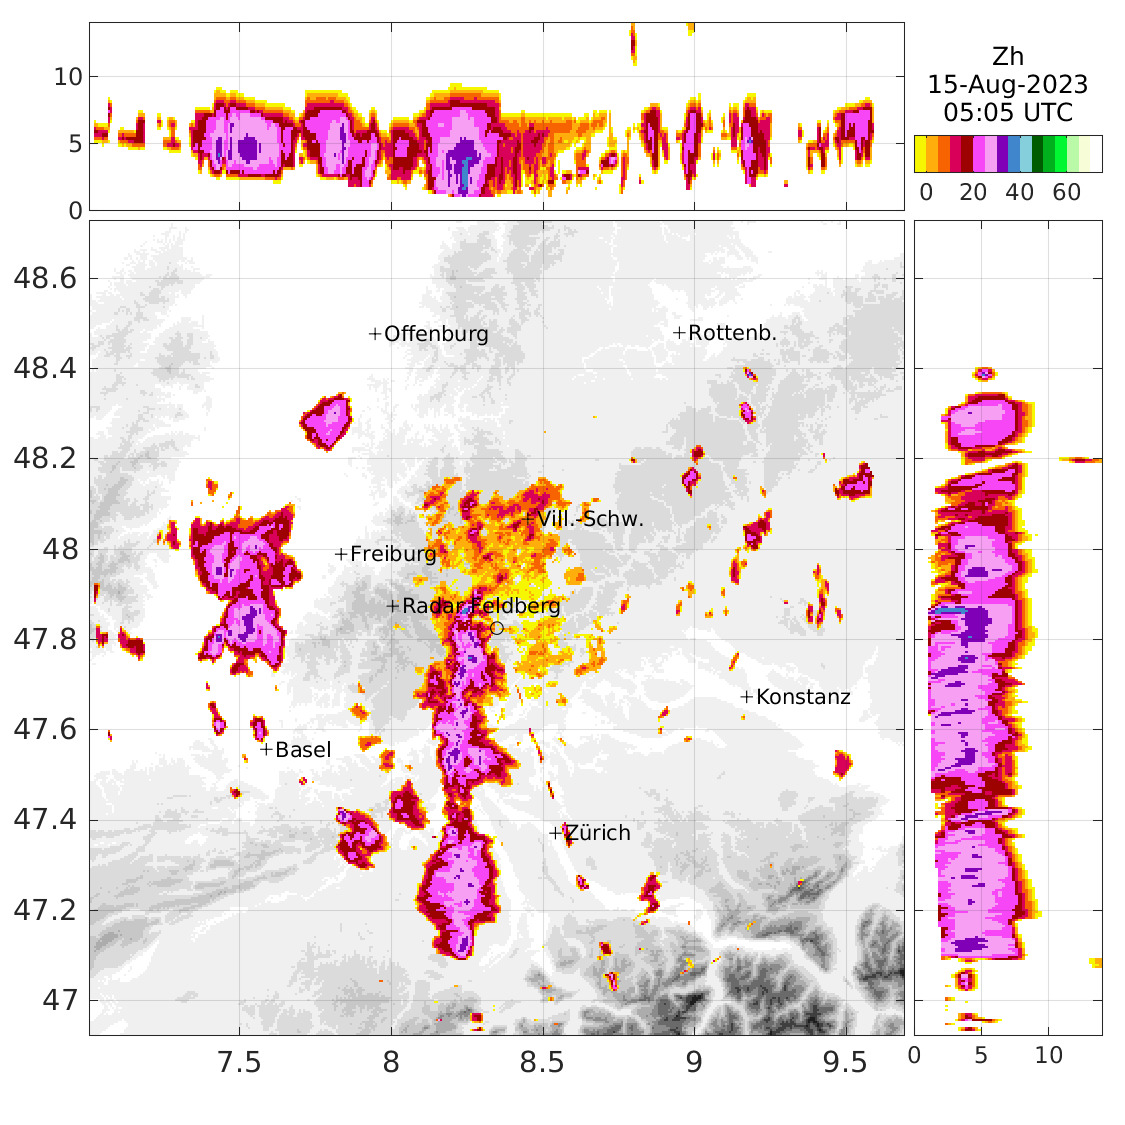 Zh
15-Aug-2023
05:05 UTC
0 20 40 60
10
5
0
48.6
48.4
48.2
48
47.8
47.6
47.4
47.2
47
+Offenburg
+Rottenb.
+Vill.-Schw.
+Freiburg
+Radar Feldberg
+Konstanz
+Basel
+Zürich
7.5 8 8.5 9 9.5
0 5 10